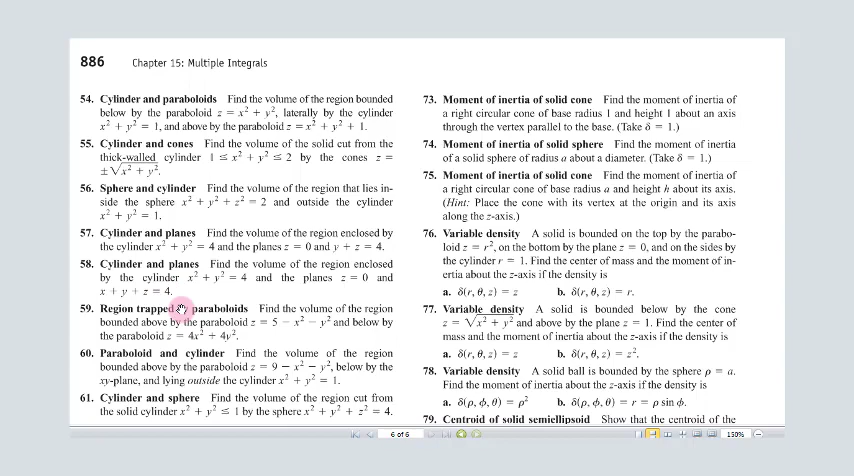 886 Chapter 15: Multiple Integrals
54. Cylinder and paraboloids Find the volume of the region bounded
below by the paraboloid z = x² + y², laterally by the cylinder
x² + y² = 1, and above by the paraboloid z = x² + y² + 1.
55. Cylinder and cones Find the volume of the solid cut from the
thick-walled cylinder 1 ≤ x² + y² ≤ 2 by the cones z =
±√x² + y².
56. Sphere and cylinder Find the volume of the region that lies in-
side the sphere x² + y² + z² = 2 and outside the cylinder
x² + y² = 1.
57. Cylinder and planes Find the volume of the region enclosed by
the cylinder x² + y² = 4 and the planes z = 0 and y + z = 4.
58. Cylinder and planes Find the volume of the region enclosed
by the cylinder x² + y² = 4 and the planes z = 0 and
x + y + z = 4.
59. Region trapped by paraboloids Find the volume of the region
bounded above by the paraboloid z = 5 − x² − y² and below by
the paraboloid z = 4x² + 4y².
60. Paraboloid and cylinder Find the volume of the region
bounded above by the paraboloid z = 9 − x² − y², below by the
xy-plane, and lying outside the cylinder x² + y² = 1.
61. Cylinder and sphere Find the volume of the region cut from
the solid cylinder x² + y² ≤ 1 by the sphere x² + y² + z² = 4.
73. Moment of inertia of solid cone Find the moment of inertia of
a right circular cone of base radius 1 and height 1 about an axis
through the vertex parallel to the base. (Take δ = 1.)
74. Moment of inertia of solid sphere Find the moment of inertia
of a solid sphere of radius a about a diameter. (Take δ = 1.)
75. Moment of inertia of solid cone Find the moment of inertia of
a right circular cone of base radius a and height h about its axis.
(Hint: Place the cone with its vertex at the origin and its axis
along the z-axis.)
76. Variable density A solid is bounded on the top by the parabo-
loid z = r², on the bottom by the plane z = 0, and on the sides by
the cylinder r = 1. Find the center of mass and the moment of in-
ertia about the z-axis if the density is
a. δ(r, θ, z) = z b. δ(r, θ, z) = r.
77. Variable density A solid is bounded below by the cone
z = √x² + y² and above by the plane z = 1. Find the center of
mass and the moment of inertia about the z-axis if the density is
a. δ(r, θ, z) = z b. δ(r, θ, z) = z².
78. Variable density A solid ball is bounded by the sphere ρ = a.
Find the moment of inertia about the z-axis if the density is
a. δ(ρ, ϕ, θ) = ρ² b. δ(ρ, ϕ, θ) = r = ρ sin ϕ.
79. Centroid of solid semiellipsoid Show that the centroid of the
6 of 6 150%